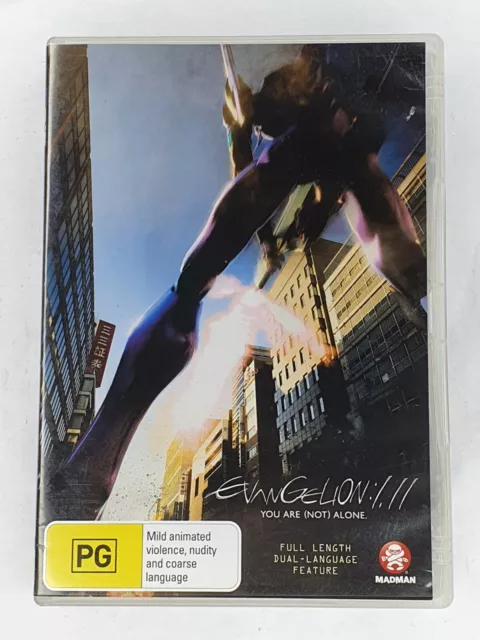 EVANGELION:1.11
YOU ARE (NOT) ALONE.
FULL LENGTH
DUAL-LANGUAGE
FEATURE
MADMAN
PG
Mild animated
violence, nudity
and coarse
language